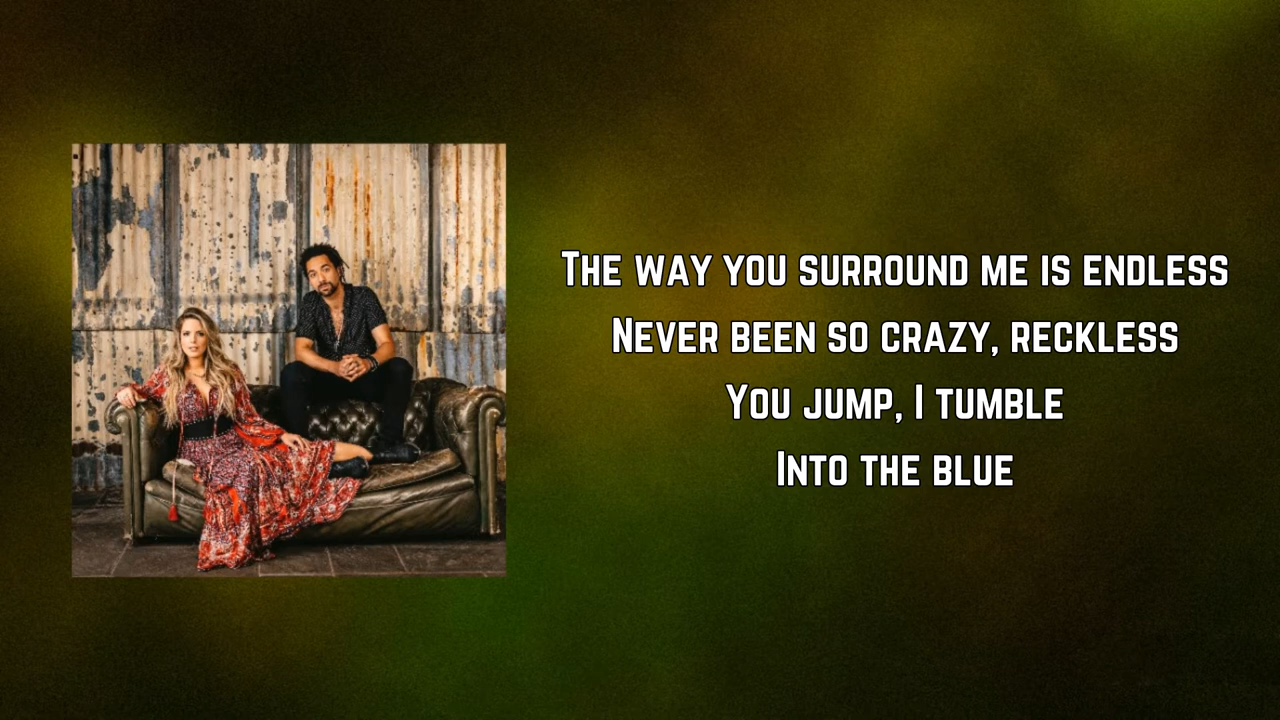 The way you surround me is endless
Never been so crazy, reckless
You jump, I tumble
Into the blue